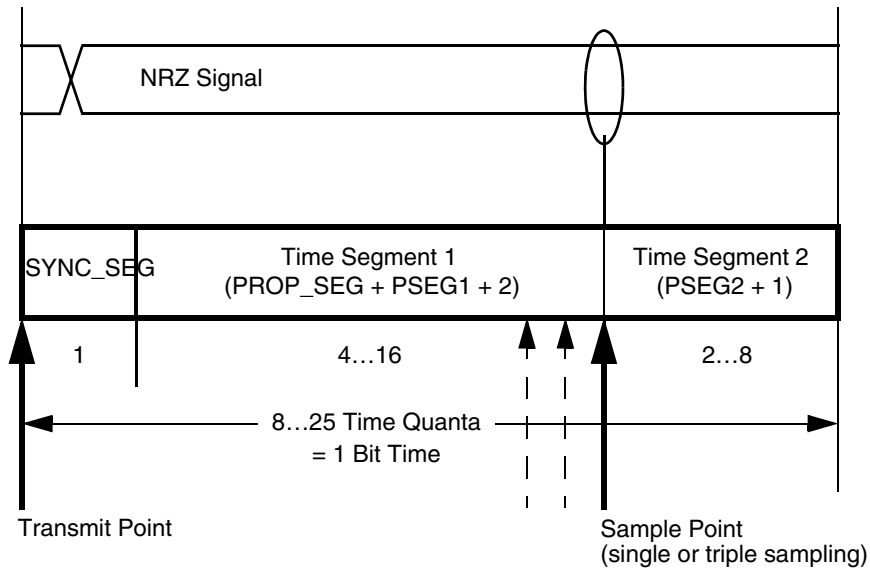 NRZ Signal
SYNC_SEG
Time Segment 1
(PROP_SEG + PSEG1 + 2)
Time Segment 2
(PSEG2 + 1)
1
4…16
2…8
8…25 Time Quanta
= 1 Bit Time
Transmit Point
Sample Point
(single or triple sampling)